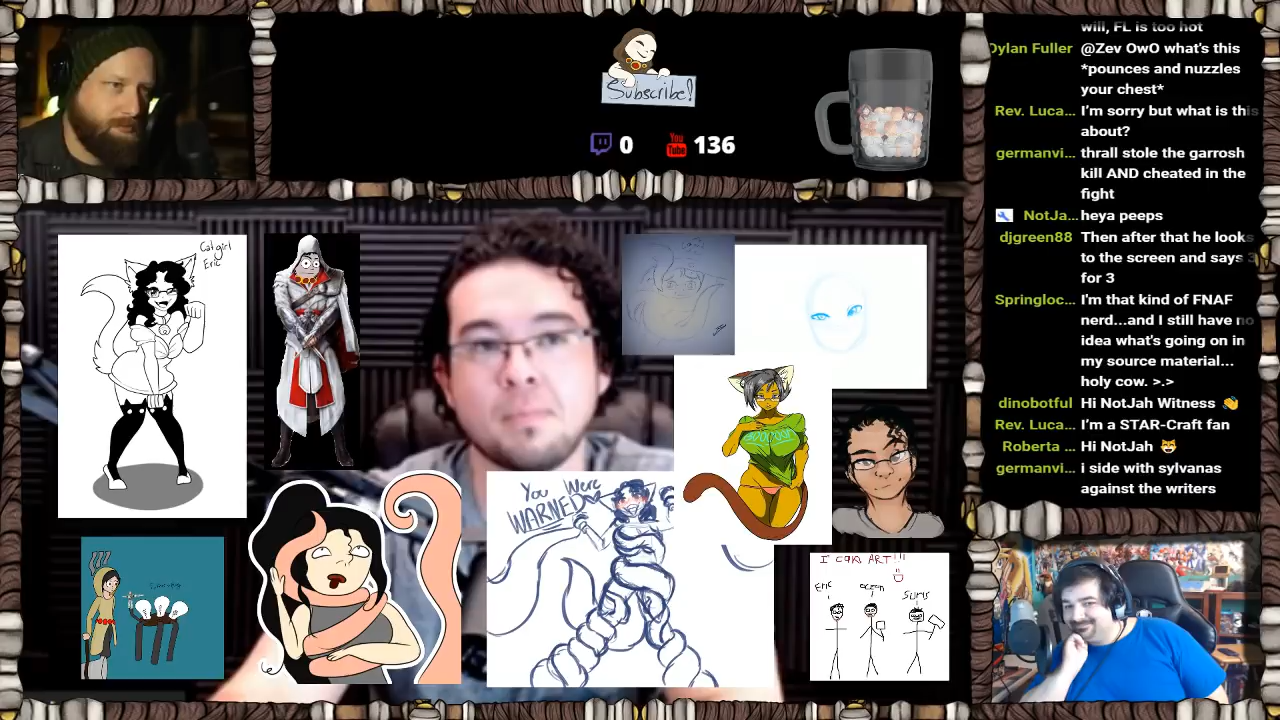 Subscribe!
0
You Tube 136
Cat girl
Eric
You Were
WARNED
I CAN ART!!!
Eric
will, FL is too hot
Dylan Fuller @Zev OwO what's this
*pounces and nuzzles
your chest*
Rev. Luca... I'm sorry but what is this
about?
germanvi... thrall stole the garrosh
kill AND cheated in the
fight
NotJa... heya peeps
djgreen88 Then after that he looks
to the screen and says 3
for 3
Springloc... I'm that kind of FNAF
nerd...and I still have no
idea what's going on in
my source material...
holy cow. >.>
dinobotful Hi NotJah Witness 👏
Rev. Luca... I'm a STAR-Craft fan
Roberta ... Hi NotJah 😸
germanvi... i side with sylvanas
against the writers